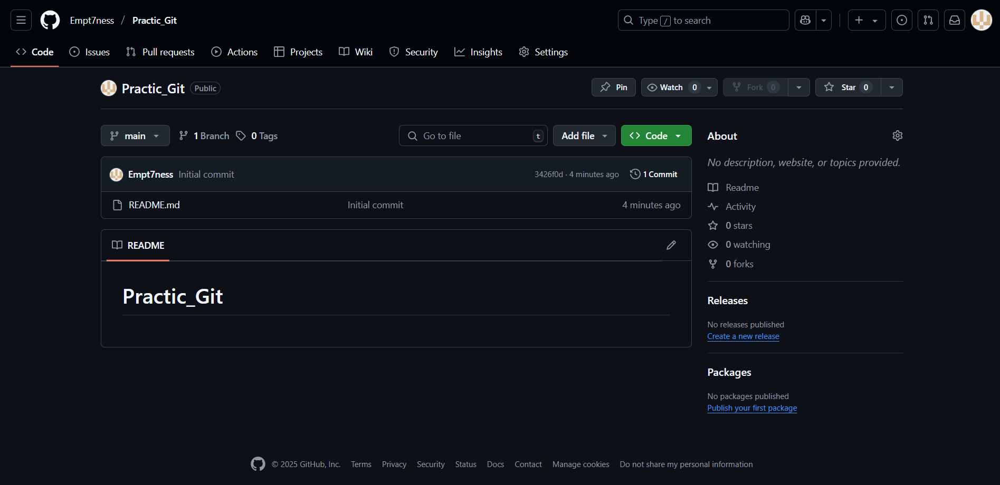 Empt7ness / Practic_Git
Type / to search
Code Issues Pull requests Actions Projects Wiki Security Insights Settings
Practic_Git Public
Pin Watch 0 Fork 0 Star 0
main 1 Branch 0 Tags
Go to file t Add file Code
Empt7ness Initial commit 3426f0d · 4 minutes ago 1 Commit
README.md Initial commit 4 minutes ago
README
Practic_Git
About
No description, website, or topics provided.
Readme
Activity
0 stars
0 watching
0 forks
Releases
No releases published
Create a new release
Packages
No packages published
Publish your first package
© 2025 GitHub, Inc. Terms Privacy Security Status Docs Contact Manage cookies Do not share my personal information